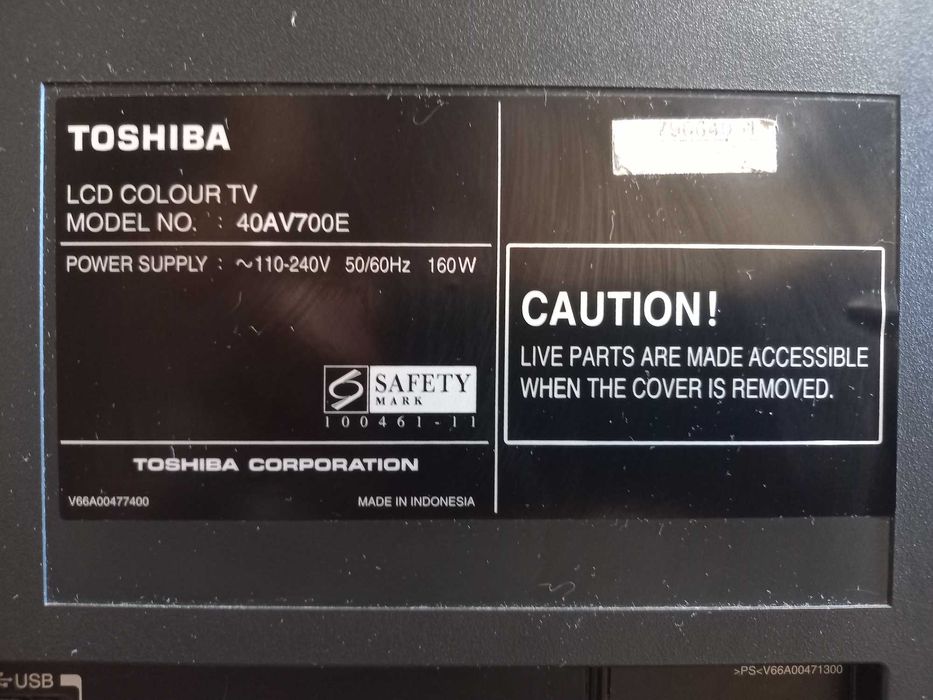 TOSHIBA
LCD COLOUR TV
MODEL NO. : 40AV700E
POWER SUPPLY : ~110-240V 50/60Hz 160W
SAFETY
MARK
100461-11
TOSHIBA CORPORATION
V66A00477400
MADE IN INDONESIA
CAUTION!
LIVE PARTS ARE MADE ACCESSIBLE
WHEN THE COVER IS REMOVED.
USB
>PS<V66A00471300